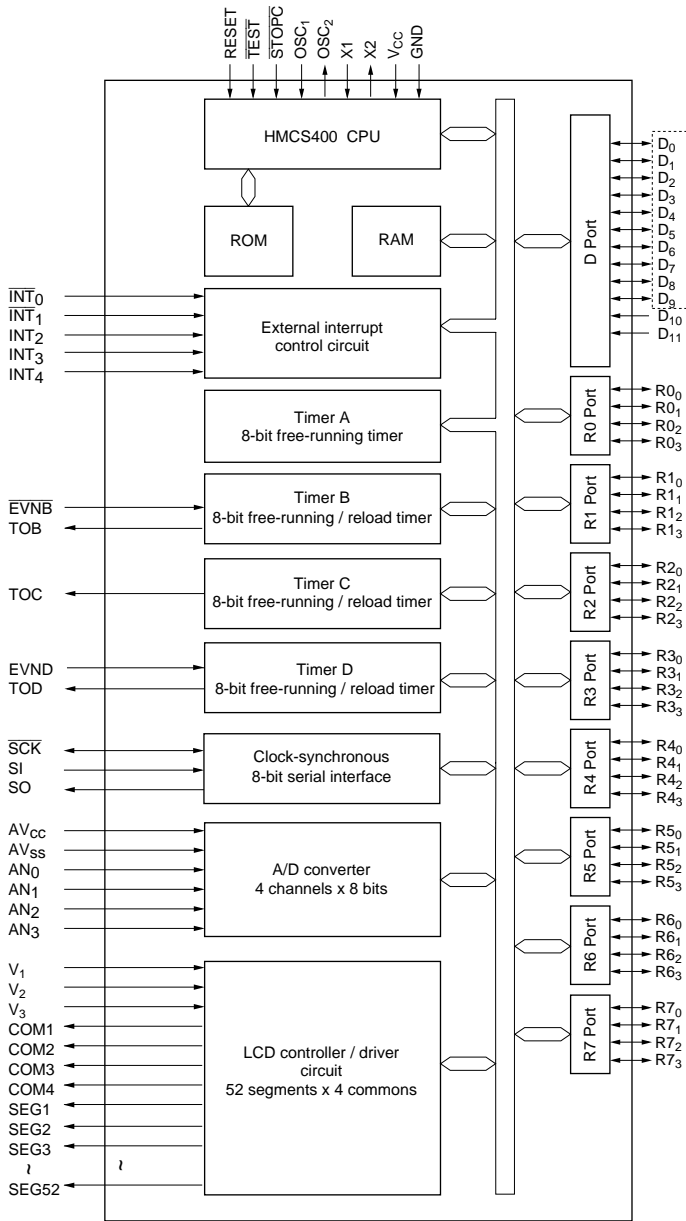 RESET
TEST
STOPC
OSC₁
OSC₂
X1
X2
VCC
GND
HMCS400 CPU
ROM
RAM
D Port
D₀
D₁
D₂
D₃
D₄
D₅
D₆
D₇
D₈
D₉
D₁₀
D₁₁
INT₀
INT₁
INT₂
INT₃
INT₄
External interrupt
control circuit
Timer A
8-bit free-running timer
R0 Port
R0₀
R0₁
R0₂
R0₃
EVNB
TOB
Timer B
8-bit free-running / reload timer
R1 Port
R1₀
R1₁
R1₂
R1₃
TOC
Timer C
8-bit free-running / reload timer
R2 Port
R2₀
R2₁
R2₂
R2₃
EVND
TOD
Timer D
8-bit free-running / reload timer
R3 Port
R3₀
R3₁
R3₂
R3₃
SCK
SI
SO
Clock-synchronous
8-bit serial interface
R4 Port
R4₀
R4₁
R4₂
R4₃
AVcc
AVss
AN₀
AN₁
AN₂
AN₃
A/D converter
4 channels x 8 bits
R5 Port
R5₀
R5₁
R5₂
R5₃
R6 Port
R6₀
R6₁
R6₂
R6₃
V₁
V₂
V₃
COM1
COM2
COM3
COM4
SEG1
SEG2
SEG3
~
SEG52
~
LCD controller / driver
circuit
52 segments x 4 commons
R7 Port
R7₀
R7₁
R7₂
R7₃